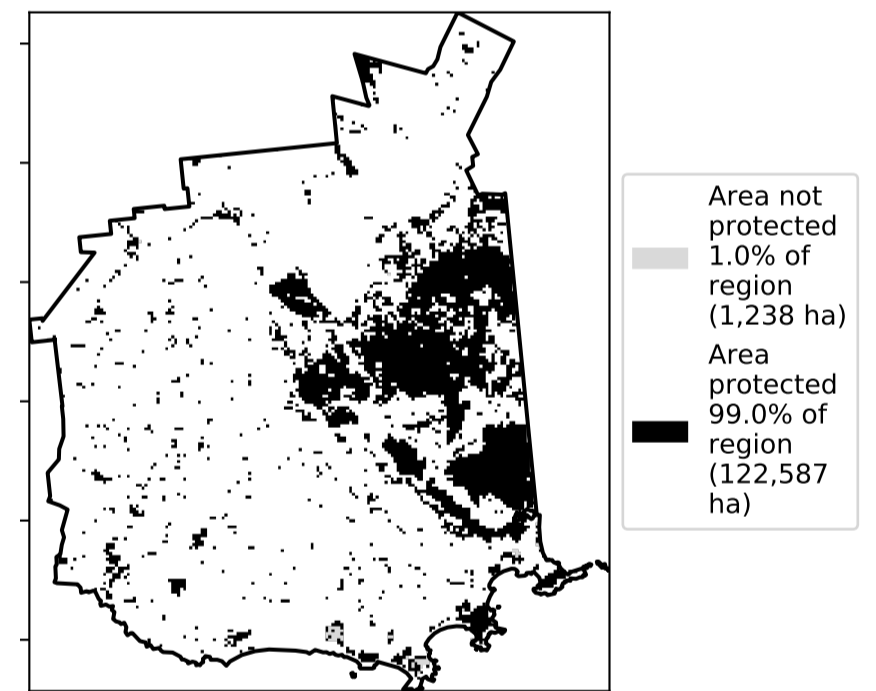 Area not
protected
1.0% of
region
(1,238 ha)
Area
protected
99.0% of
region
(122,587
ha)